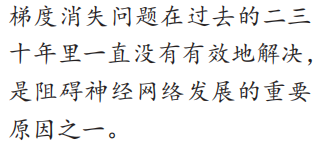 梯度消失问题在过去的二三
十年里一直没有有效地解决，
是阻碍神经网络发展的重要
原因之一。